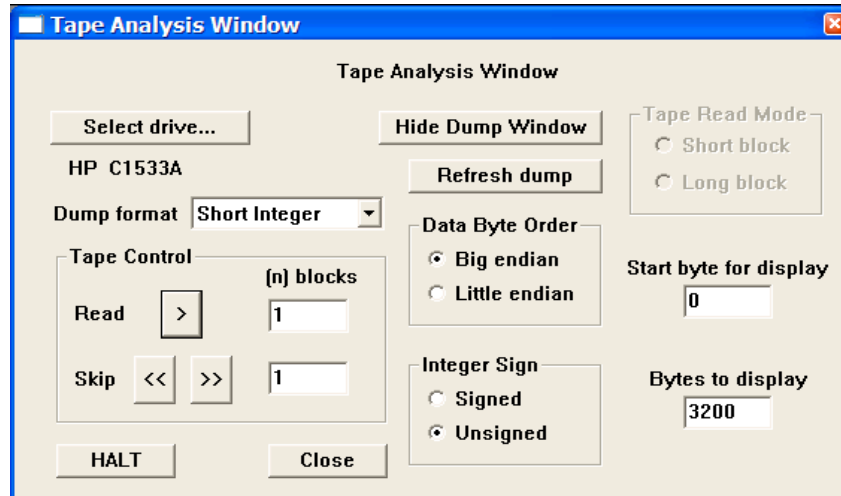 Tape Analysis Window
Tape Analysis Window
Select drive...
Hide Dump Window
Tape Read Mode
Short block
Long block
HP C1533A
Refresh dump
Dump format Short Integer
Data Byte Order
Big endian
Little endian
Start byte for display
0
Tape Control
(n) blocks
Read > 1
Skip << >> 1
Integer Sign
Signed
Unsigned
Bytes to display
3200
HALT
Close